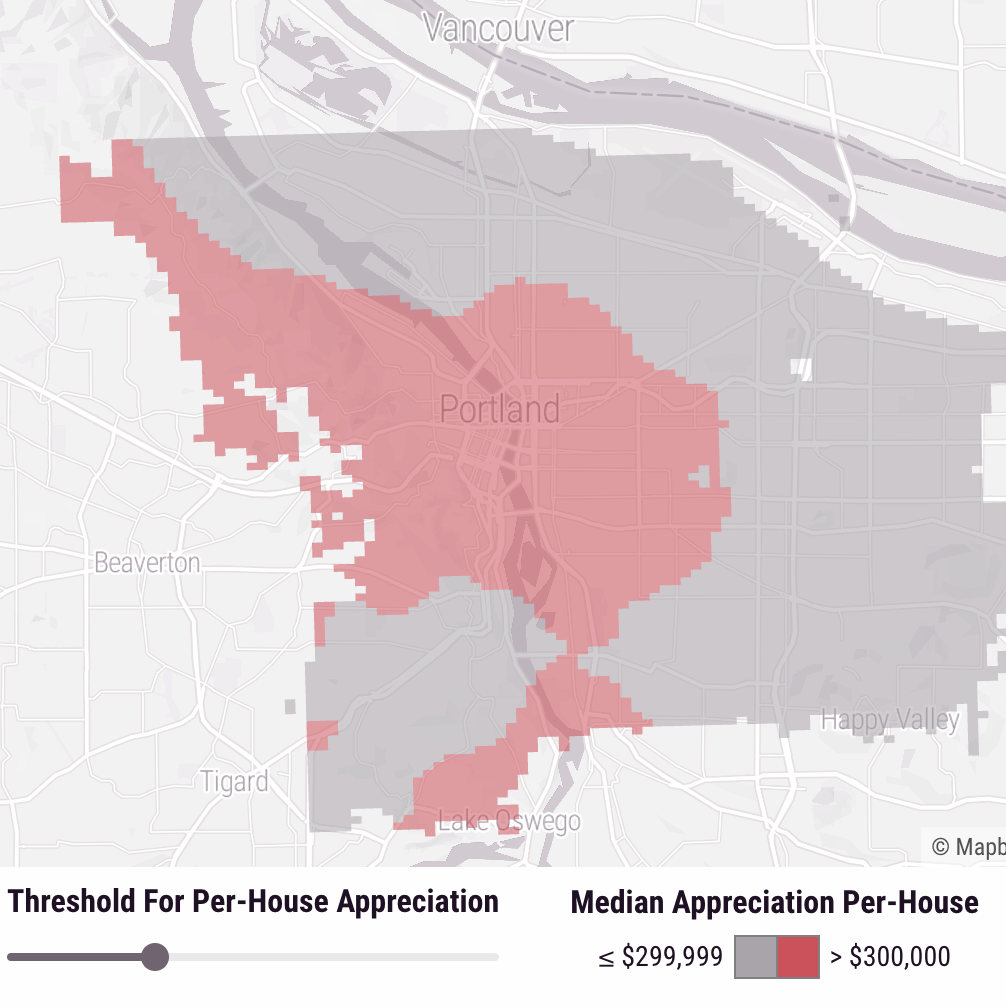 Vancouver
Portland
Beaverton
Happy Valley
Tigard
Lake Oswego
© Mapb
Threshold For Per-House Appreciation
Median Appreciation Per-House
≤ $299,999
> $300,000